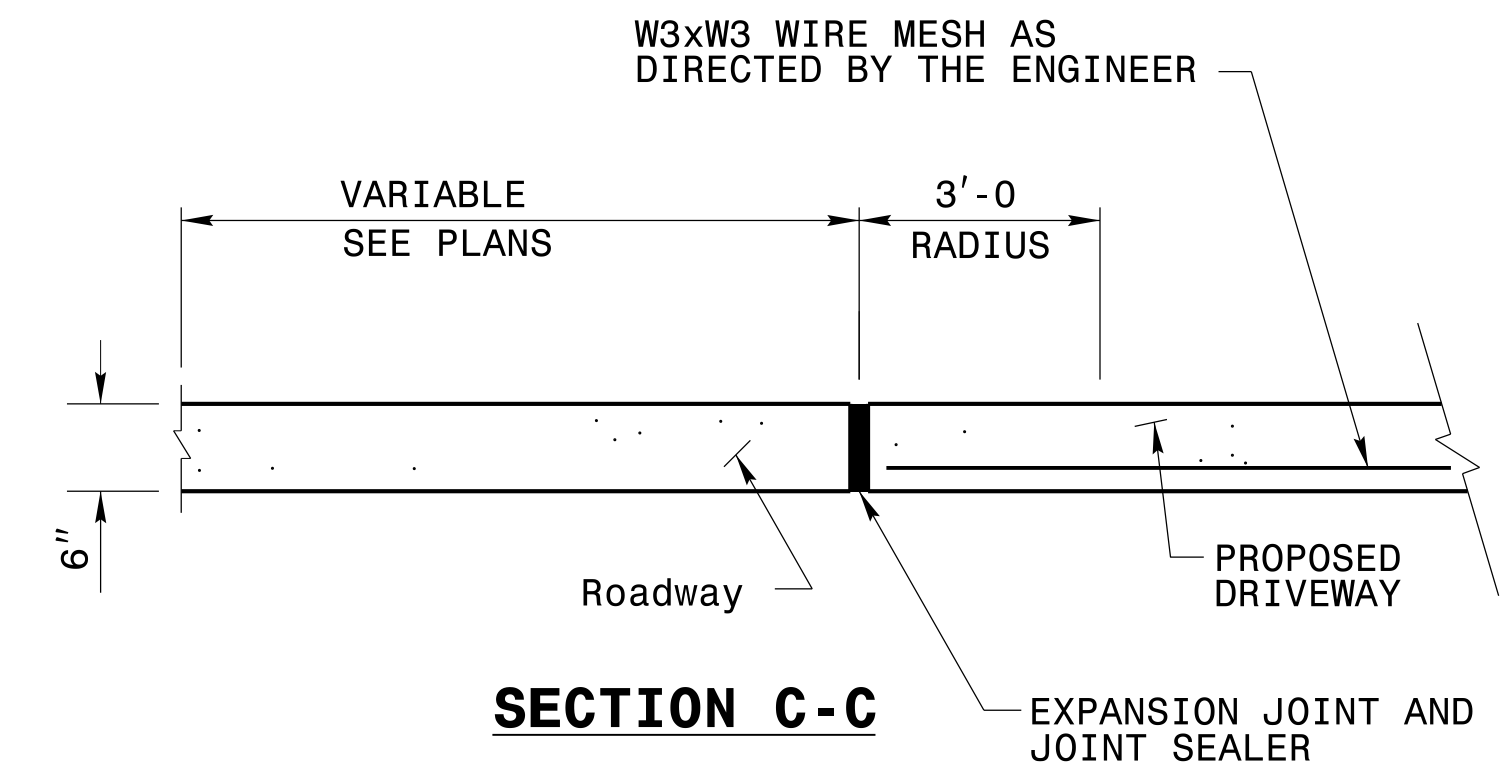 W3xW3 WIRE MESH AS
DIRECTED BY THE ENGINEER
VARIABLE
SEE PLANS
3'-0
RADIUS
6"
Roadway
PROPOSED
DRIVEWAY
SECTION C-C
EXPANSION JOINT AND
JOINT SEALER